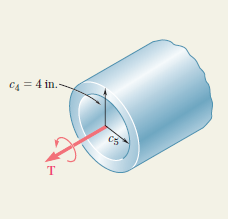 c₄ = 4 in.
c₅
T